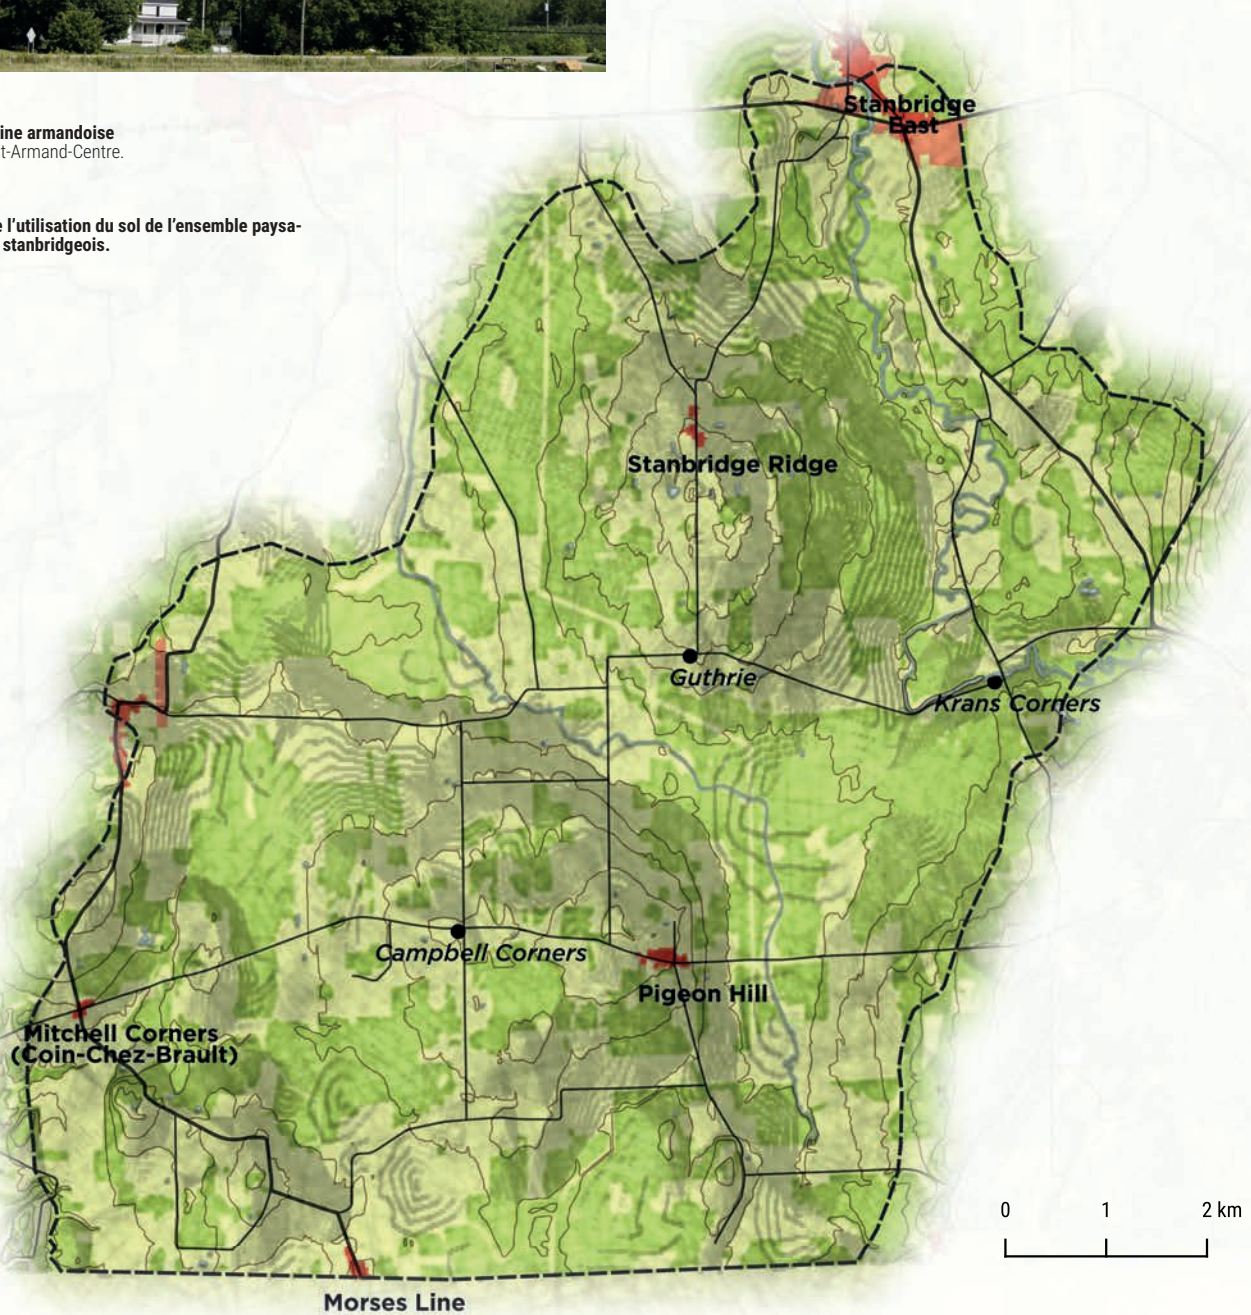 ine armandoise
t-Armand-Centre.
e l'utilisation du sol de l'ensemble paysa-
stanbridgeois.
Stanbridge
East
Stanbridge Ridge
Guthrie
Krans Corners
Campbell Corners
Pigeon Hill
Mitchell Corners
(Coin-Chez-Brault)
0 1 2 km
Morses Line